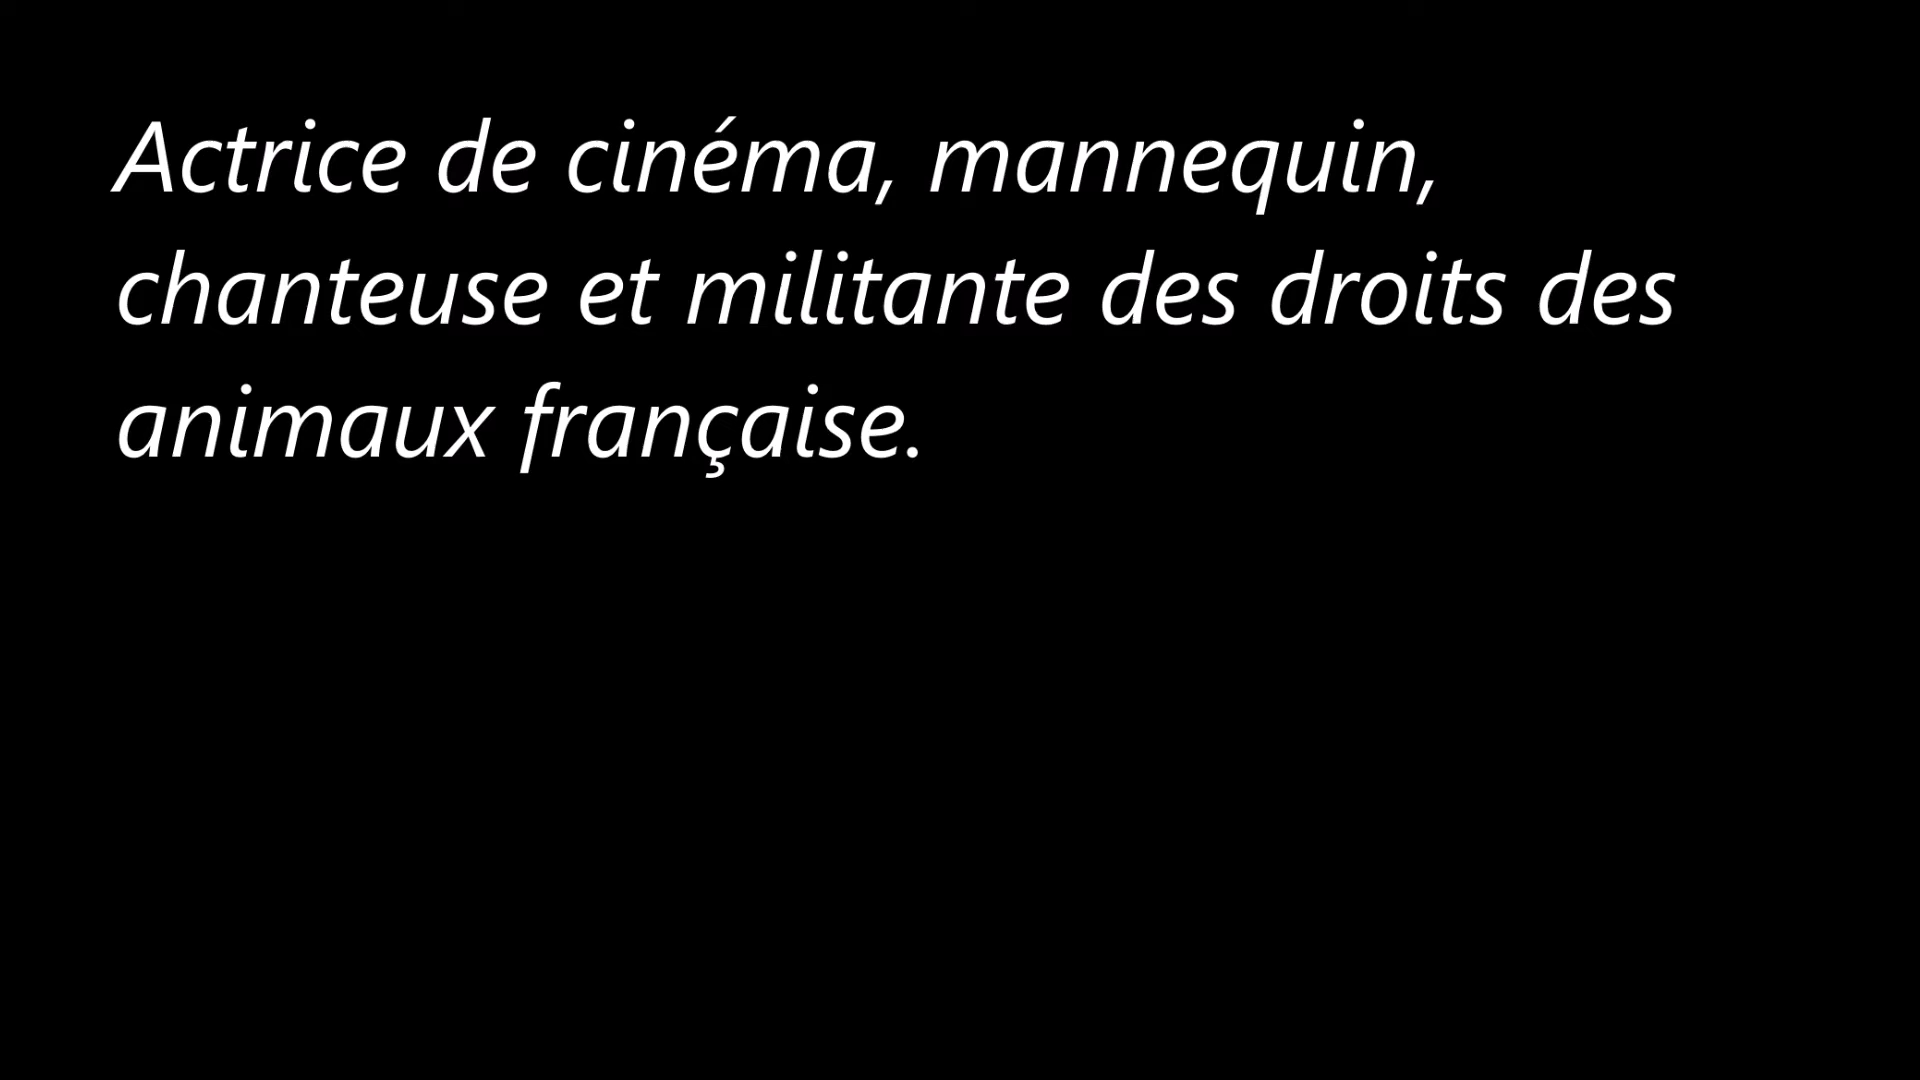 Actrice de cinéma, mannequin,
chanteuse et militante des droits des
animaux française.